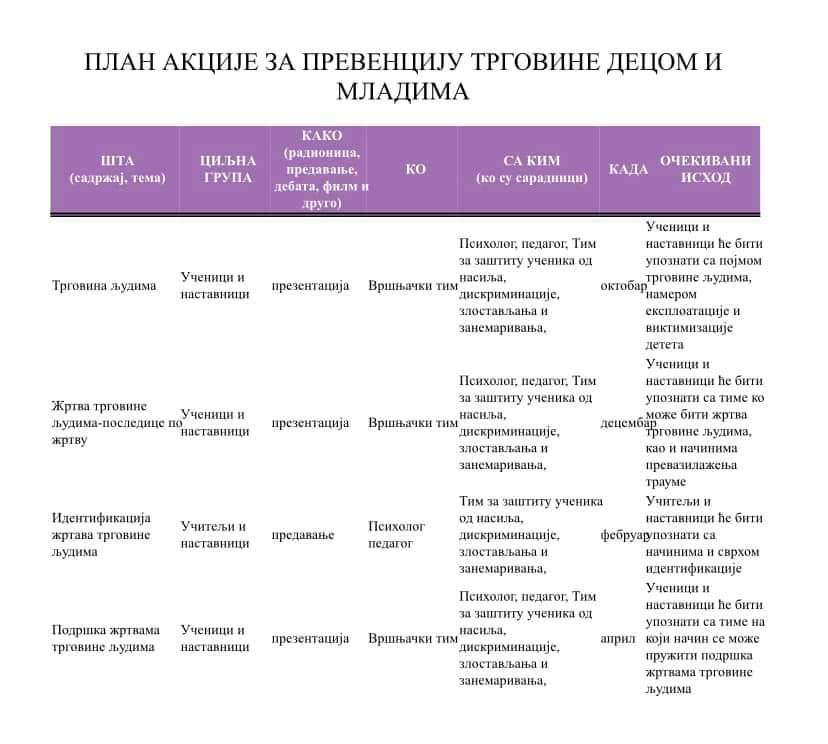 ПЛАН АКЦИЈЕ ЗА ПРЕВЕНЦИЈУ ТРГОВИНЕ ДЕЦОМ И
МЛАДИМА
ШТА
(садржај, тема)
ЦИЉНА
ГРУПА
КАКО
(радионица,
предавање,
дебата, филм и
друго)
КО
СА КИМ
(ко су сарадници)
КАДА
ОЧЕКИВАНИ
ИСХОД
Трговина људима
Ученици и
наставници
презентација
Вршњачки тим
Психолог, педагог, Тим
за заштиту ученика од
насиља,
дискриминације,
злостављања и
занемаривања,
октобар
Ученици и
наставници ће бити
упознати са појмом
трговине људима,
намером
експлоатације и
виктимизације
детета
Жртва трговине
људима-последице по
жртву
Ученици и
наставници
презентација
Вршњачки тим
Психолог, педагог, Тим
за заштиту ученика од
насиља,
дискриминације,
злостављања и
занемаривања,
децембар
Ученици и
наставници ће бити
упознати са тиме ко
може бити жртва
трговине људима,
као и начинима
превазилажења
трауме
Идентификација
жртава трговине
људима
Учитељи и
наставници
предавање
Психолог
педагог
Тим за заштиту ученика
од насиља,
дискриминације,
злостављања и
занемаривања,
фебруар
Учитељи и
наставници ће бити
упознати са
начинима и сврхом
идентификације
Подршка жртвама
трговине људима
Ученици и
наставници
презентација
Вршњачки тим
Психолог, педагог, Тим
за заштиту ученика од
насиља,
дискриминације,
злостављања и
занемаривања,
април
Ученици и
наставници ће бити
упознати са тиме на
који начин се може
пружити подршка
жртвама трговине
људима